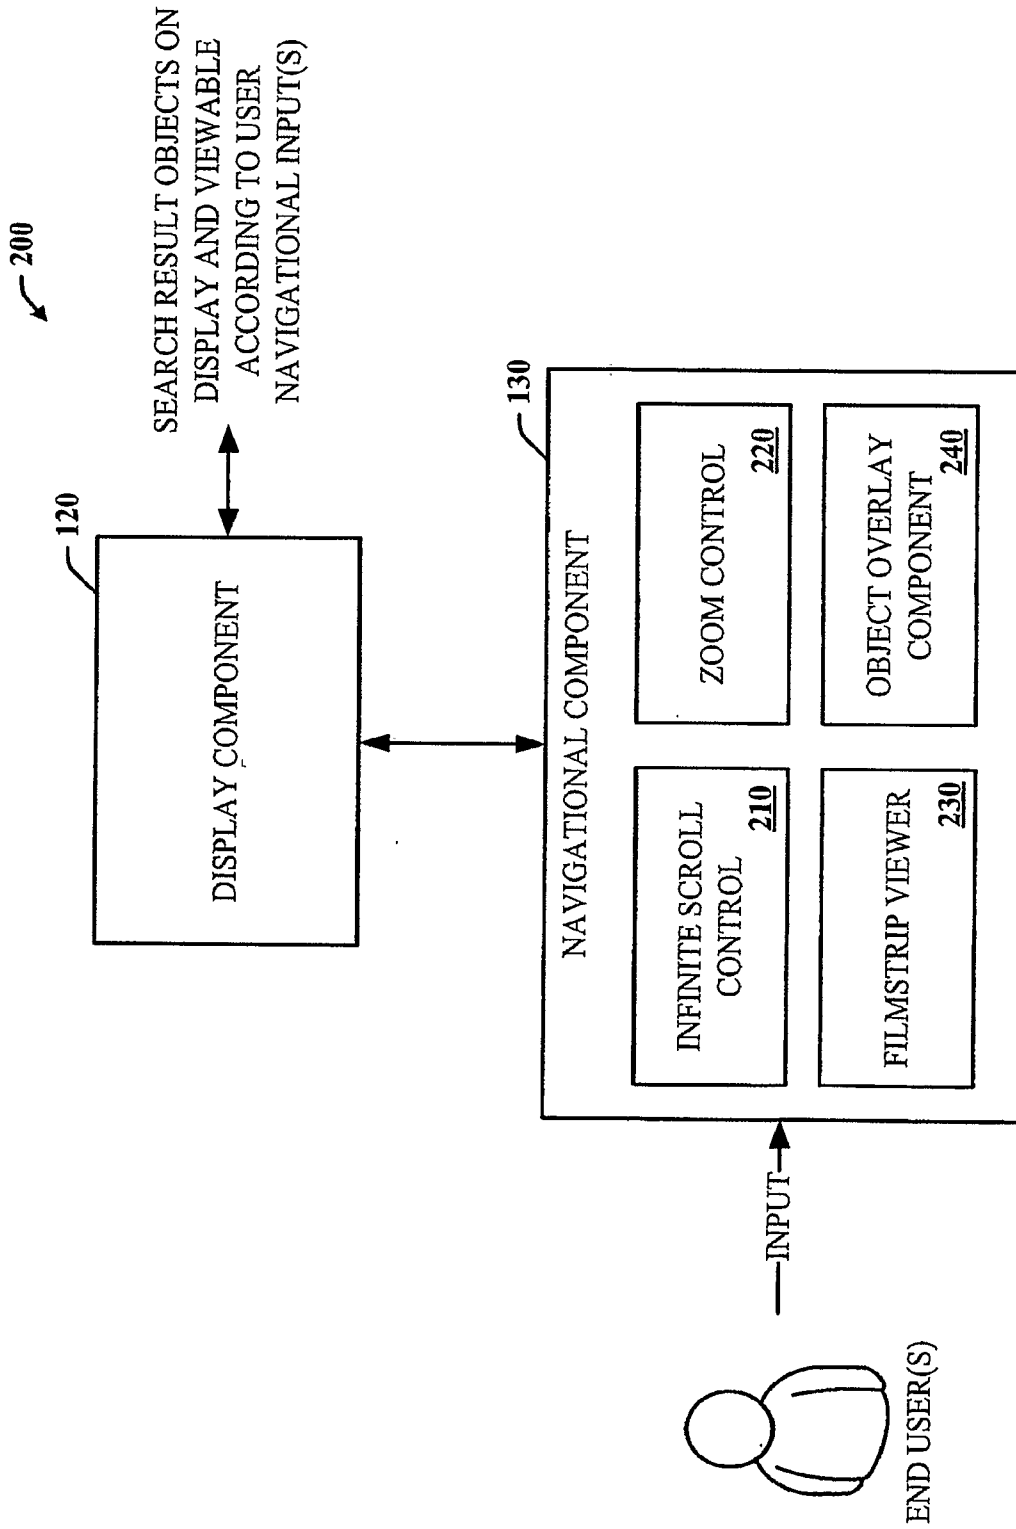 200
120
DISPLAY COMPONENT
SEARCH RESULT OBJECTS ON
DISPLAY AND VIEWABLE
ACCORDING TO USER
NAVIGATIONAL INPUT(S)
130
NAVIGATIONAL COMPONENT
INFINITE SCROLL
CONTROL
210
ZOOM CONTROL
220
FILMSTRIP VIEWER
230
OBJECT OVERLAY
COMPONENT
240
INPUT
END USER(S)